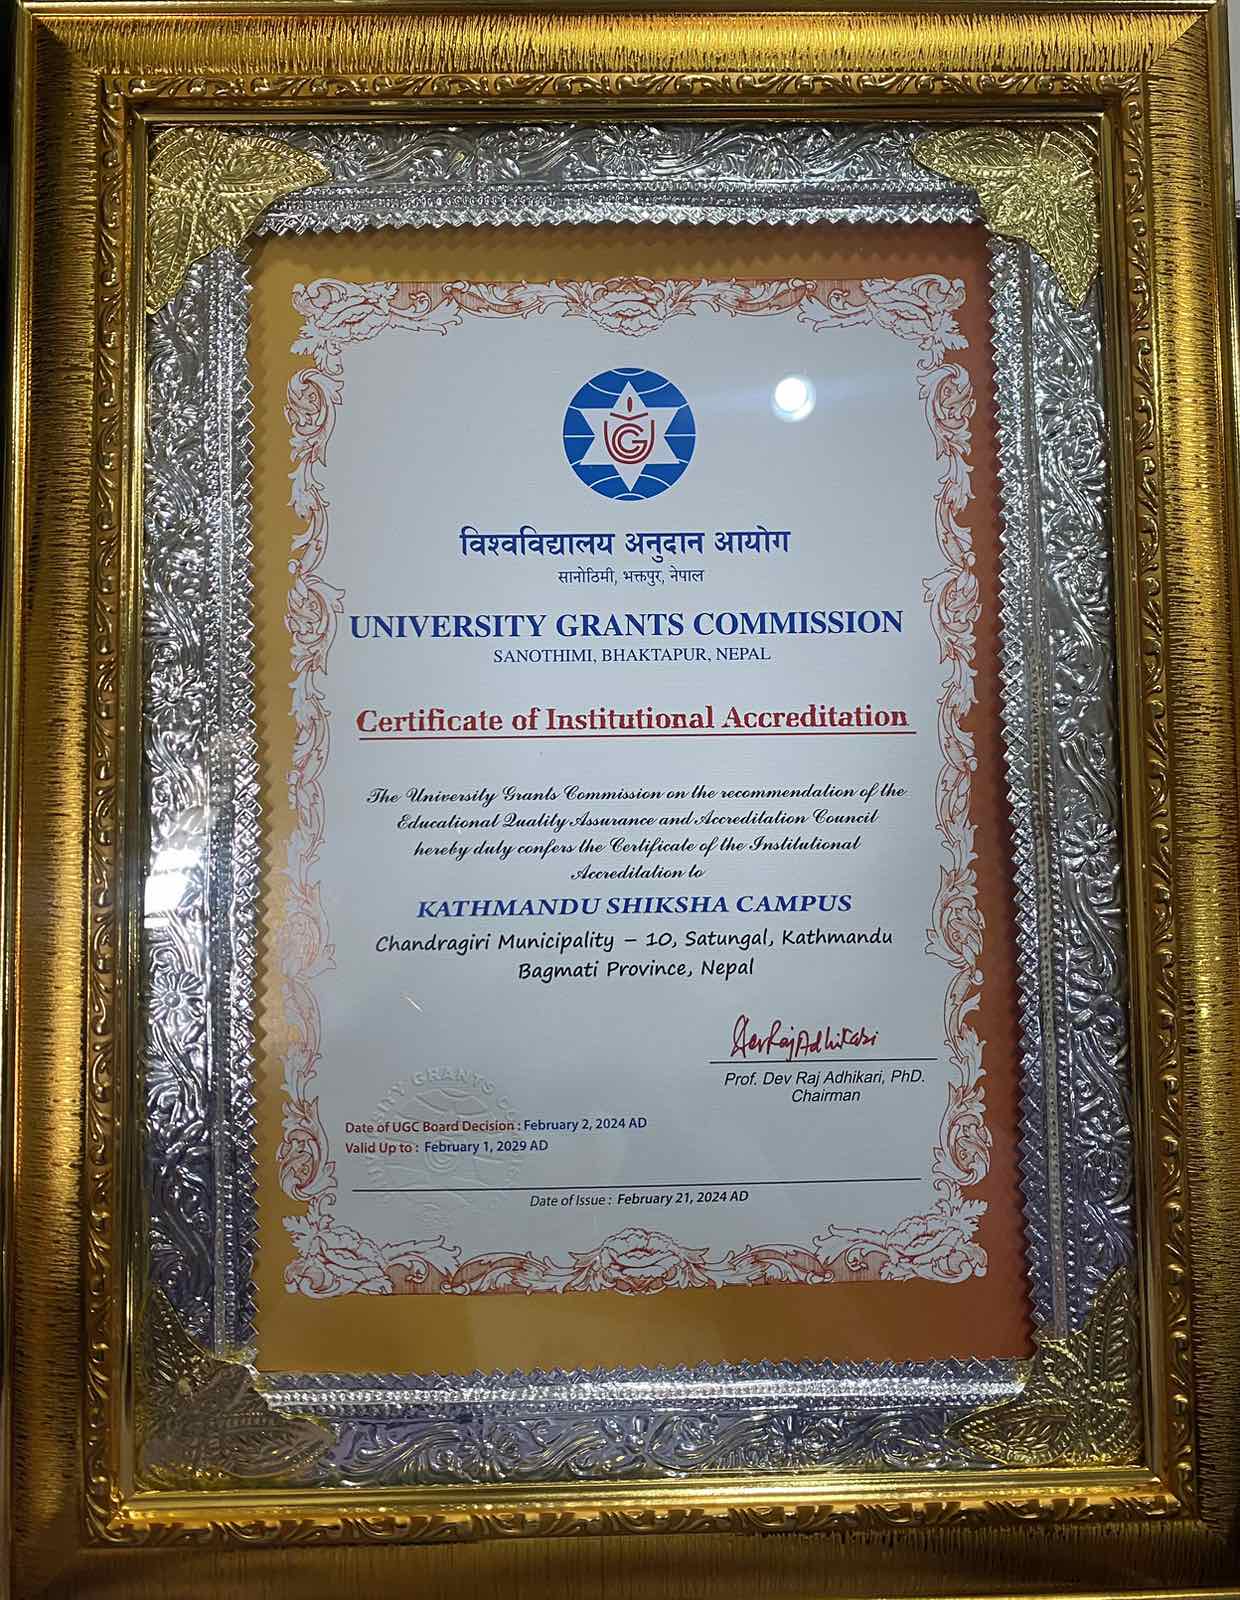 UGC
विश्वविद्यालय अनुदान आयोग
सानोठिमी, भक्तपुर, नेपाल
UNIVERSITY GRANTS COMMISSION
SANOTHIMI, BHAKTAPUR, NEPAL
Certificate of Institutional Accreditation
The University Grants Commission on the recommendation of the
Educational Quality Assurance and Accreditation Council
hereby duly confers the Certificate of the Institutional
Accreditation to
KATHMANDU SHIKSHA CAMPUS
Chandragiri Municipality – 10, Satungal, Kathmandu
Bagmati Province, Nepal
DevRajAdhikari
Prof. Dev Raj Adhikari, PhD.
Chairman
GRANTS
Date of UGC Board Decision : February 2, 2024 AD
Valid Up to : February 1, 2029 AD
Date of Issue : February 21, 2024 AD